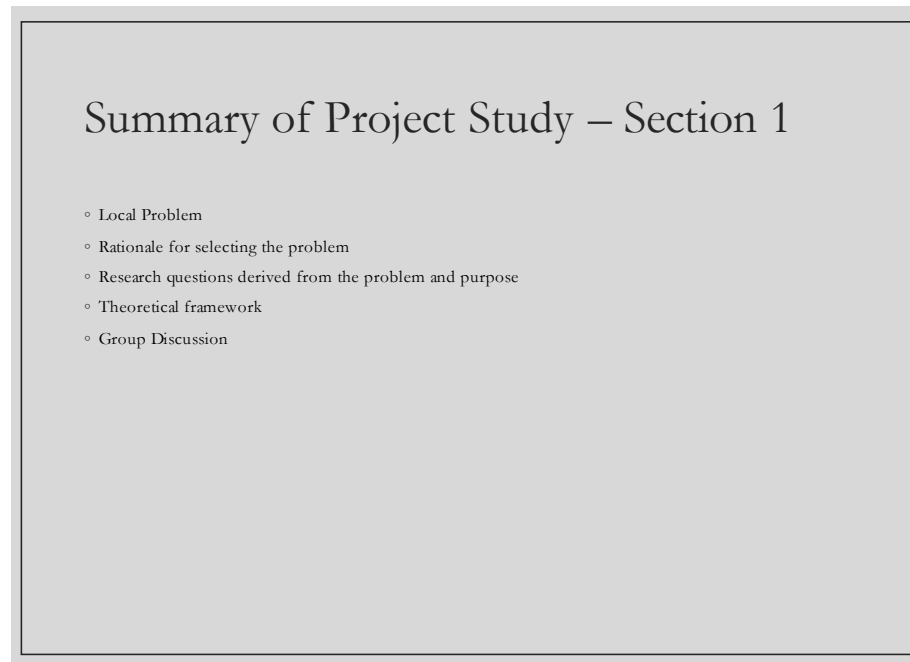 Summary of Project Study – Section 1
◦ Local Problem
◦ Rationale for selecting the problem
◦ Research questions derived from the problem and purpose
◦ Theoretical framework
◦ Group Discussion